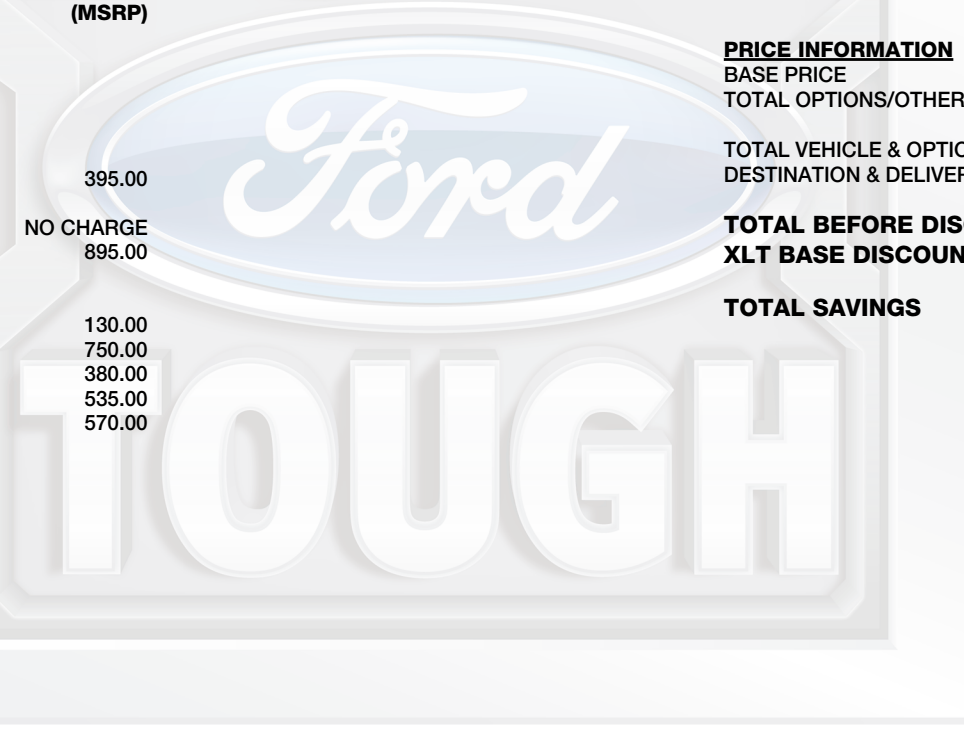 (MSRP)
395.00
NO CHARGE
895.00
130.00
750.00
380.00
535.00
570.00
PRICE INFORMATION
BASE PRICE
TOTAL OPTIONS/OTHER
TOTAL VEHICLE & OPTIO
DESTINATION & DELIVER
TOTAL BEFORE DIS
XLT BASE DISCOUN
TOTAL SAVINGS
Ford
TOUGH